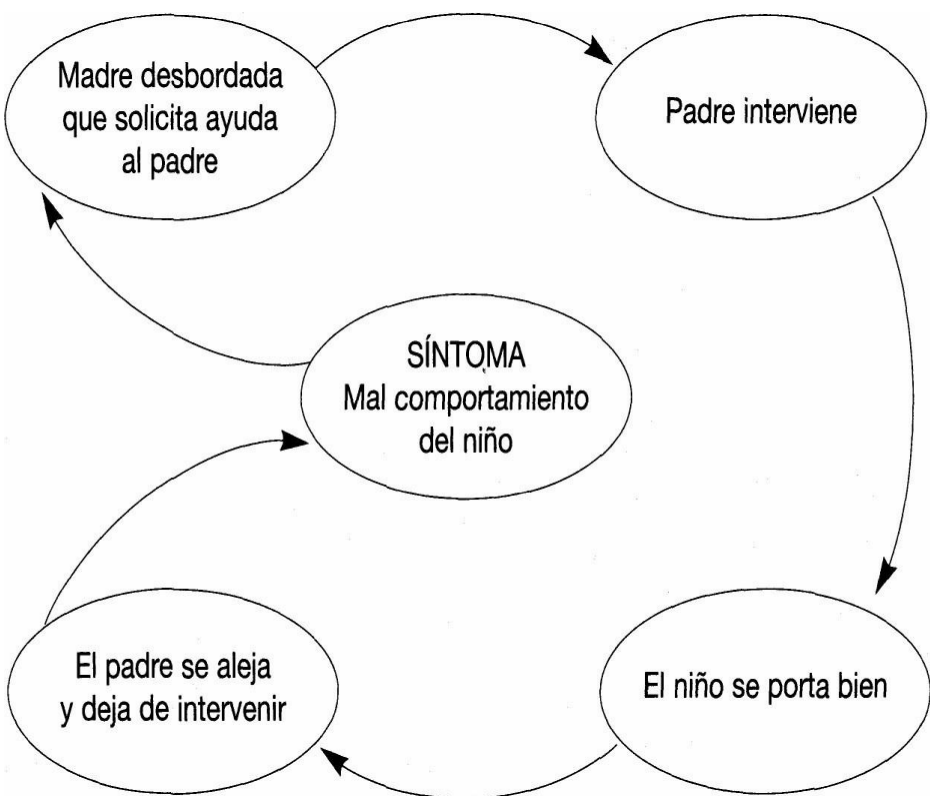 Madre desbordada
que solicita ayuda
al padre
Padre interviene
SÍNTOMA
Mal comportamiento
del niño
El padre se aleja
y deja de intervenir
El niño se porta bien